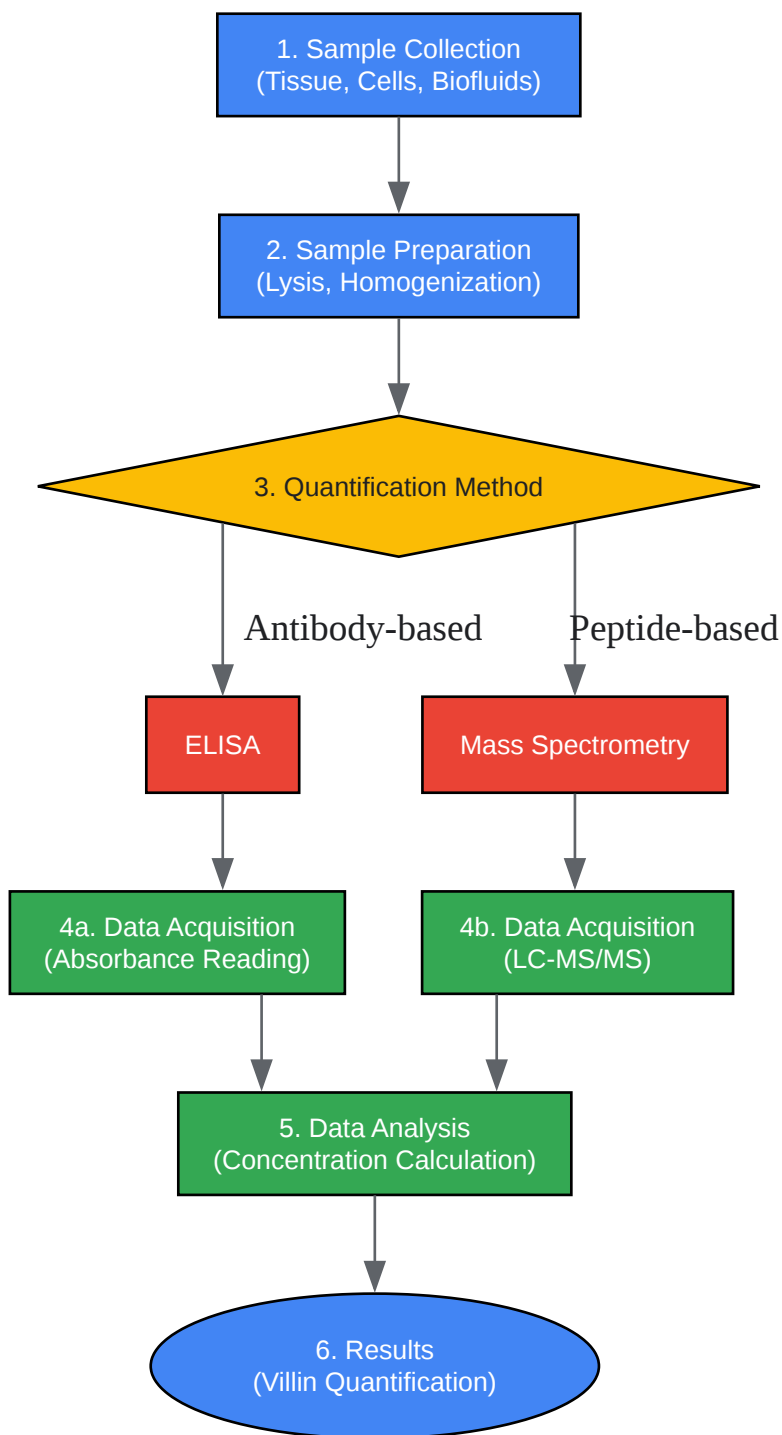 1. Sample Collection
(Tissue, Cells, Biofluids)
2. Sample Preparation
(Lysis, Homogenization)
3. Quantification Method
Antibody-based
Peptide-based
ELISA
Mass Spectrometry
4a. Data Acquisition
(Absorbance Reading)
4b. Data Acquisition
(LC-MS/MS)
5. Data Analysis
(Concentration Calculation)
6. Results
(Villin Quantification)